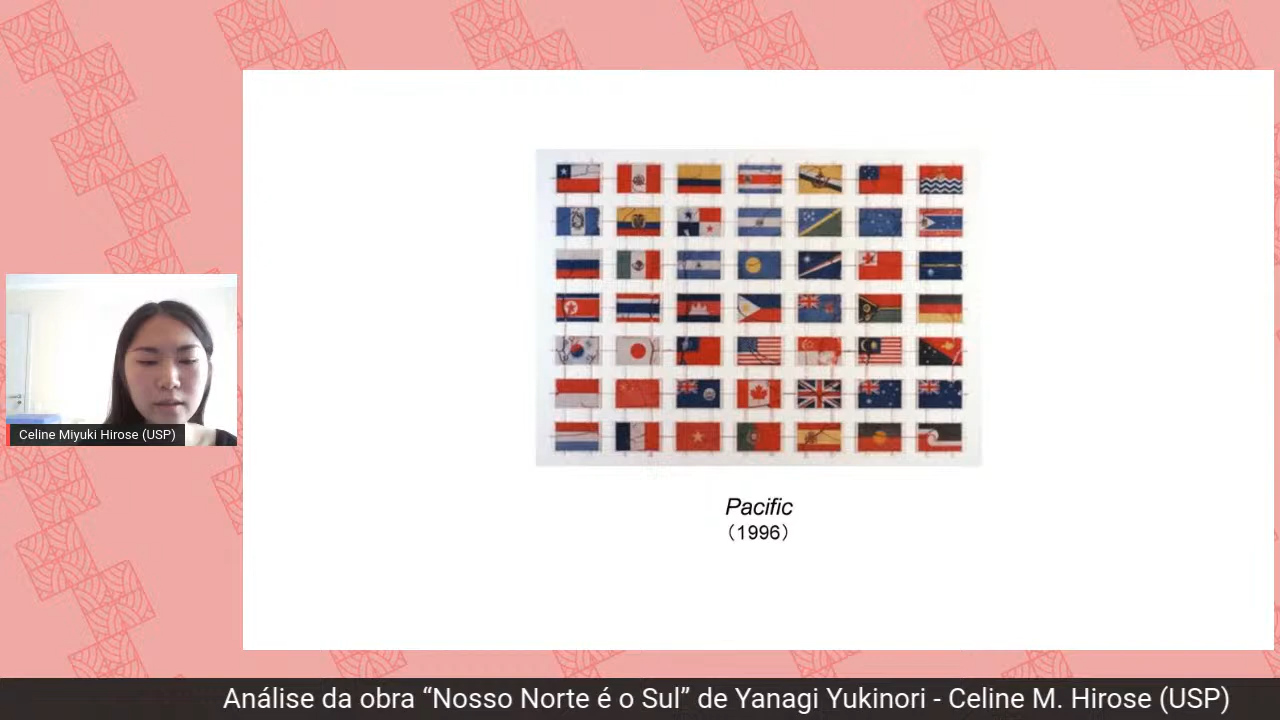 Pacific
（1996）
Celine Miyuki Hirose (USP)
Análise da obra “Nosso Norte é o Sul” de Yanagi Yukinori - Celine M. Hirose (USP)